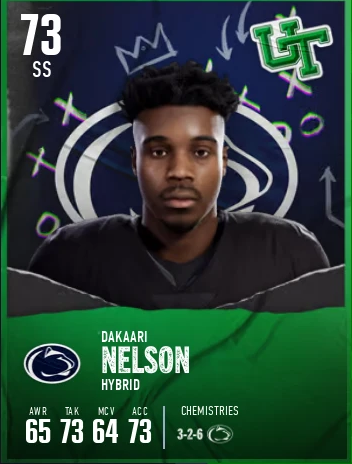 73
SS
UT
DAKAARI
NELSON
HYBRID
AWR TAK MCV ACC
65 73 64 73
CHEMISTRIES
3-2-6